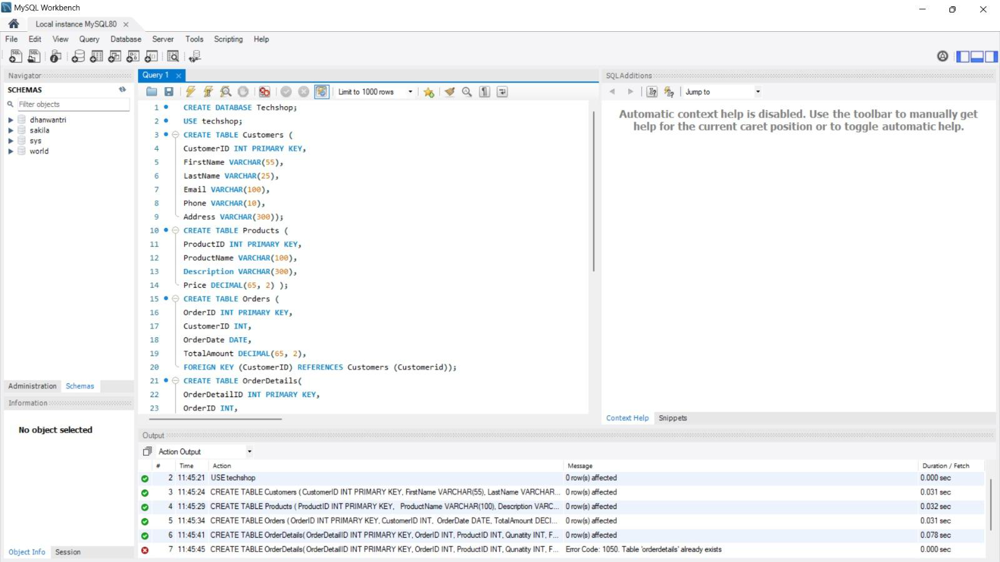 MySQL Workbench
Local instance MySQL80
File Edit View Query Database Server Tools Scripting Help
Navigator
SCHEMAS
Filter objects
dhanwantri
sakila
sys
world
Administration Schemas
Information
No object selected
Object Info Session
Query 1
Limit to 1000 rows
1 CREATE DATABASE Techshop;
2 USE techshop;
3 CREATE TABLE Customers (
4 CustomerID INT PRIMARY KEY,
5 FirstName VARCHAR(55),
6 LastName VARCHAR(25),
7 Email VARCHAR(100),
8 Phone VARCHAR(10),
9 Address VARCHAR(300));
10 CREATE TABLE Products (
11 ProductID INT PRIMARY KEY,
12 ProductName VARCHAR(100),
13 Description VARCHAR(300),
14 Price DECIMAL(65, 2) );
15 CREATE TABLE Orders (
16 OrderID INT PRIMARY KEY,
17 CustomerID INT,
18 OrderDate DATE,
19 TotalAmount DECIMAL(65, 2),
20 FOREIGN KEY (CustomerID) REFERENCES Customers (Customerid));
21 CREATE TABLE OrderDetails(
22 OrderDetailID INT PRIMARY KEY,
23 OrderID INT,
SQLAdditions
Jump to
Automatic context help is disabled. Use the toolbar to manually get
help for the current caret position or to toggle automatic help.
Context Help Snippets
Output
Action Output
# Time Action Message Duration / Fetch
2 11:45:21 USE techshop 0 row(s) affected 0.000 sec
3 11:45:24 CREATE TABLE Customers ( CustomerID INT PRIMARY KEY, FirstName VARCHAR(55), LastName VARCHAR... 0 row(s) affected 0.031 sec
4 11:45:29 CREATE TABLE Products ( ProductID INT PRIMARY KEY, ProductName VARCHAR(100), Description VARC... 0 row(s) affected 0.032 sec
5 11:45:34 CREATE TABLE Orders ( OrderID INT PRIMARY KEY, CustomerID INT, OrderDate DATE, TotalAmount DECI... 0 row(s) affected 0.031 sec
6 11:45:41 CREATE TABLE OrderDetails( OrderDetailID INT PRIMARY KEY, OrderID INT, ProductID INT, Qunatity INT, F... 0 row(s) affected 0.078 sec
7 11:45:45 CREATE TABLE OrderDetails( OrderDetailID INT PRIMARY KEY, OrderID INT, ProductID INT, Qunatity INT, F... Error Code: 1050. Table 'orderdetails' already exists 0.000 sec